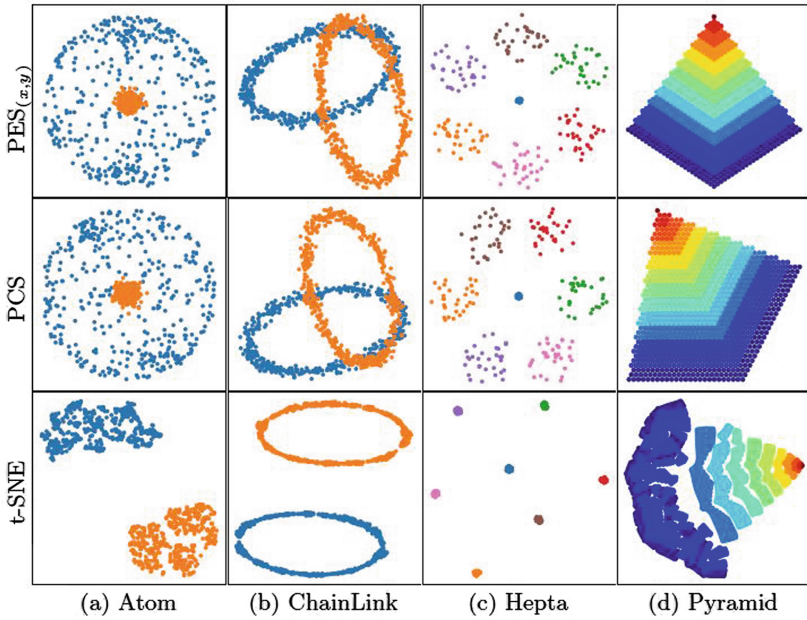 PES(x,y)
PCS
t-SNE
(a) Atom
(b) ChainLink
(c) Hepta
(d) Pyramid